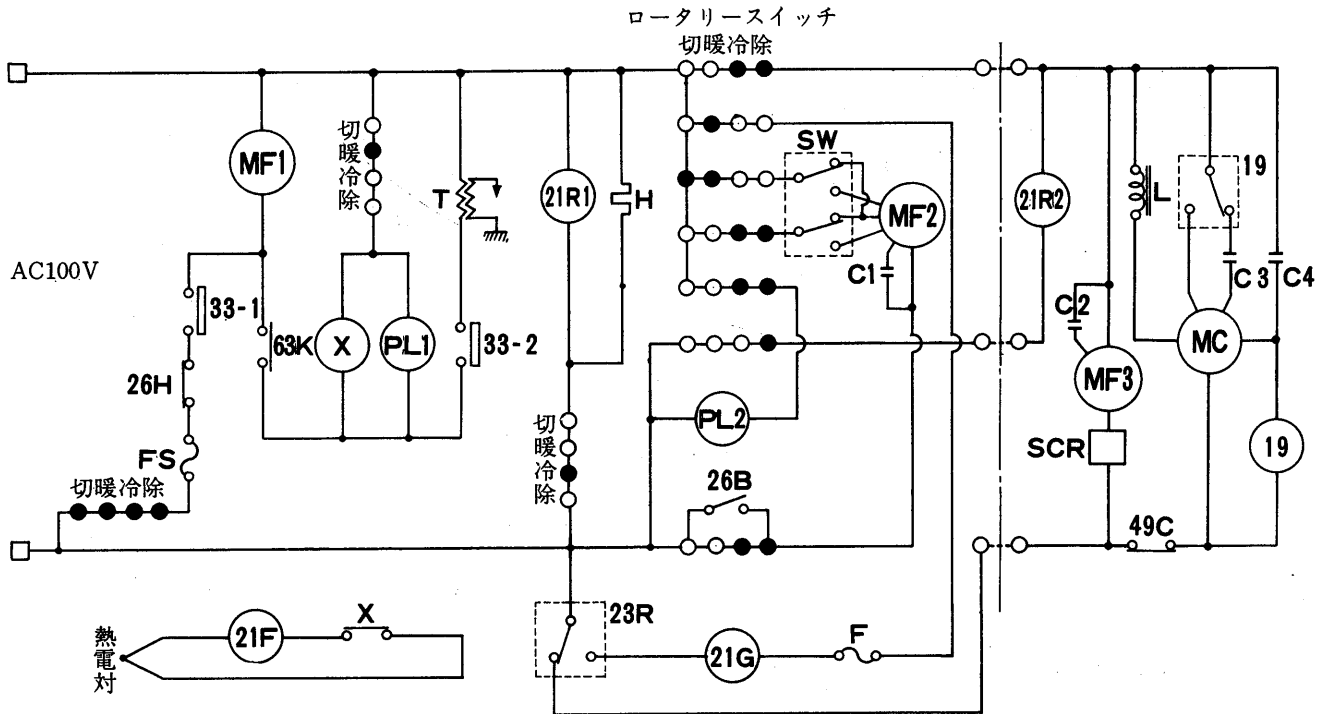 ロータリースイッチ
切暖冷除
切暖冷除
MF1
T
21R1
H
SW
MF2
C1
21R2
L
19
C3
C4
MC
AC100V
33-1
63K
X
PL1
33-2
C2
MF3
26H
FS
切暖冷除
切暖冷除
PL2
SCR
19
26B
49C
熱電対
21F
X
23R
21G
F